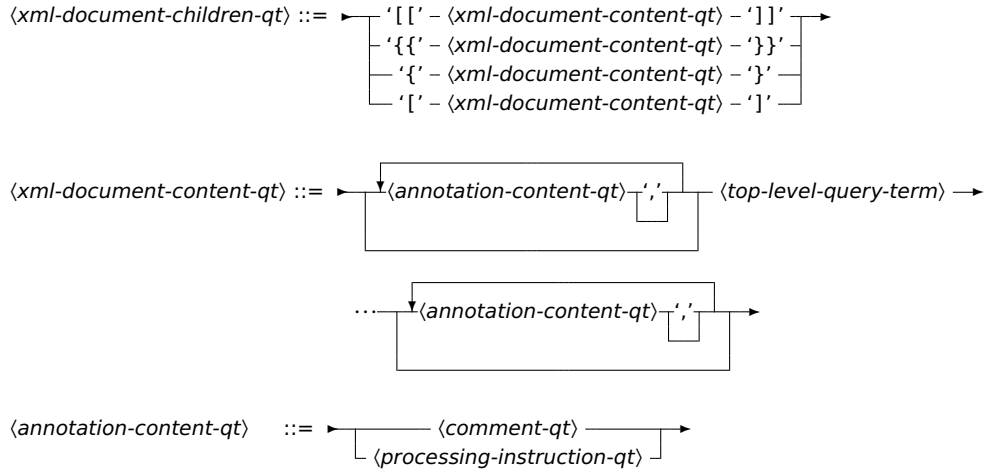 ⟨xml-document-children-qt⟩ ::= ‘[[’ – ⟨xml-document-content-qt⟩ – ‘]]’
‘{{’ – ⟨xml-document-content-qt⟩ – ‘}}’
‘{’ – ⟨xml-document-content-qt⟩ – ‘}’
‘[’ – ⟨xml-document-content-qt⟩ – ‘]’
⟨xml-document-content-qt⟩ ::= ⟨annotation-content-qt⟩ ‘,’ ⟨top-level-query-term⟩
··· ⟨annotation-content-qt⟩ ‘,’
⟨annotation-content-qt⟩ ::= ⟨comment-qt⟩
⟨processing-instruction-qt⟩